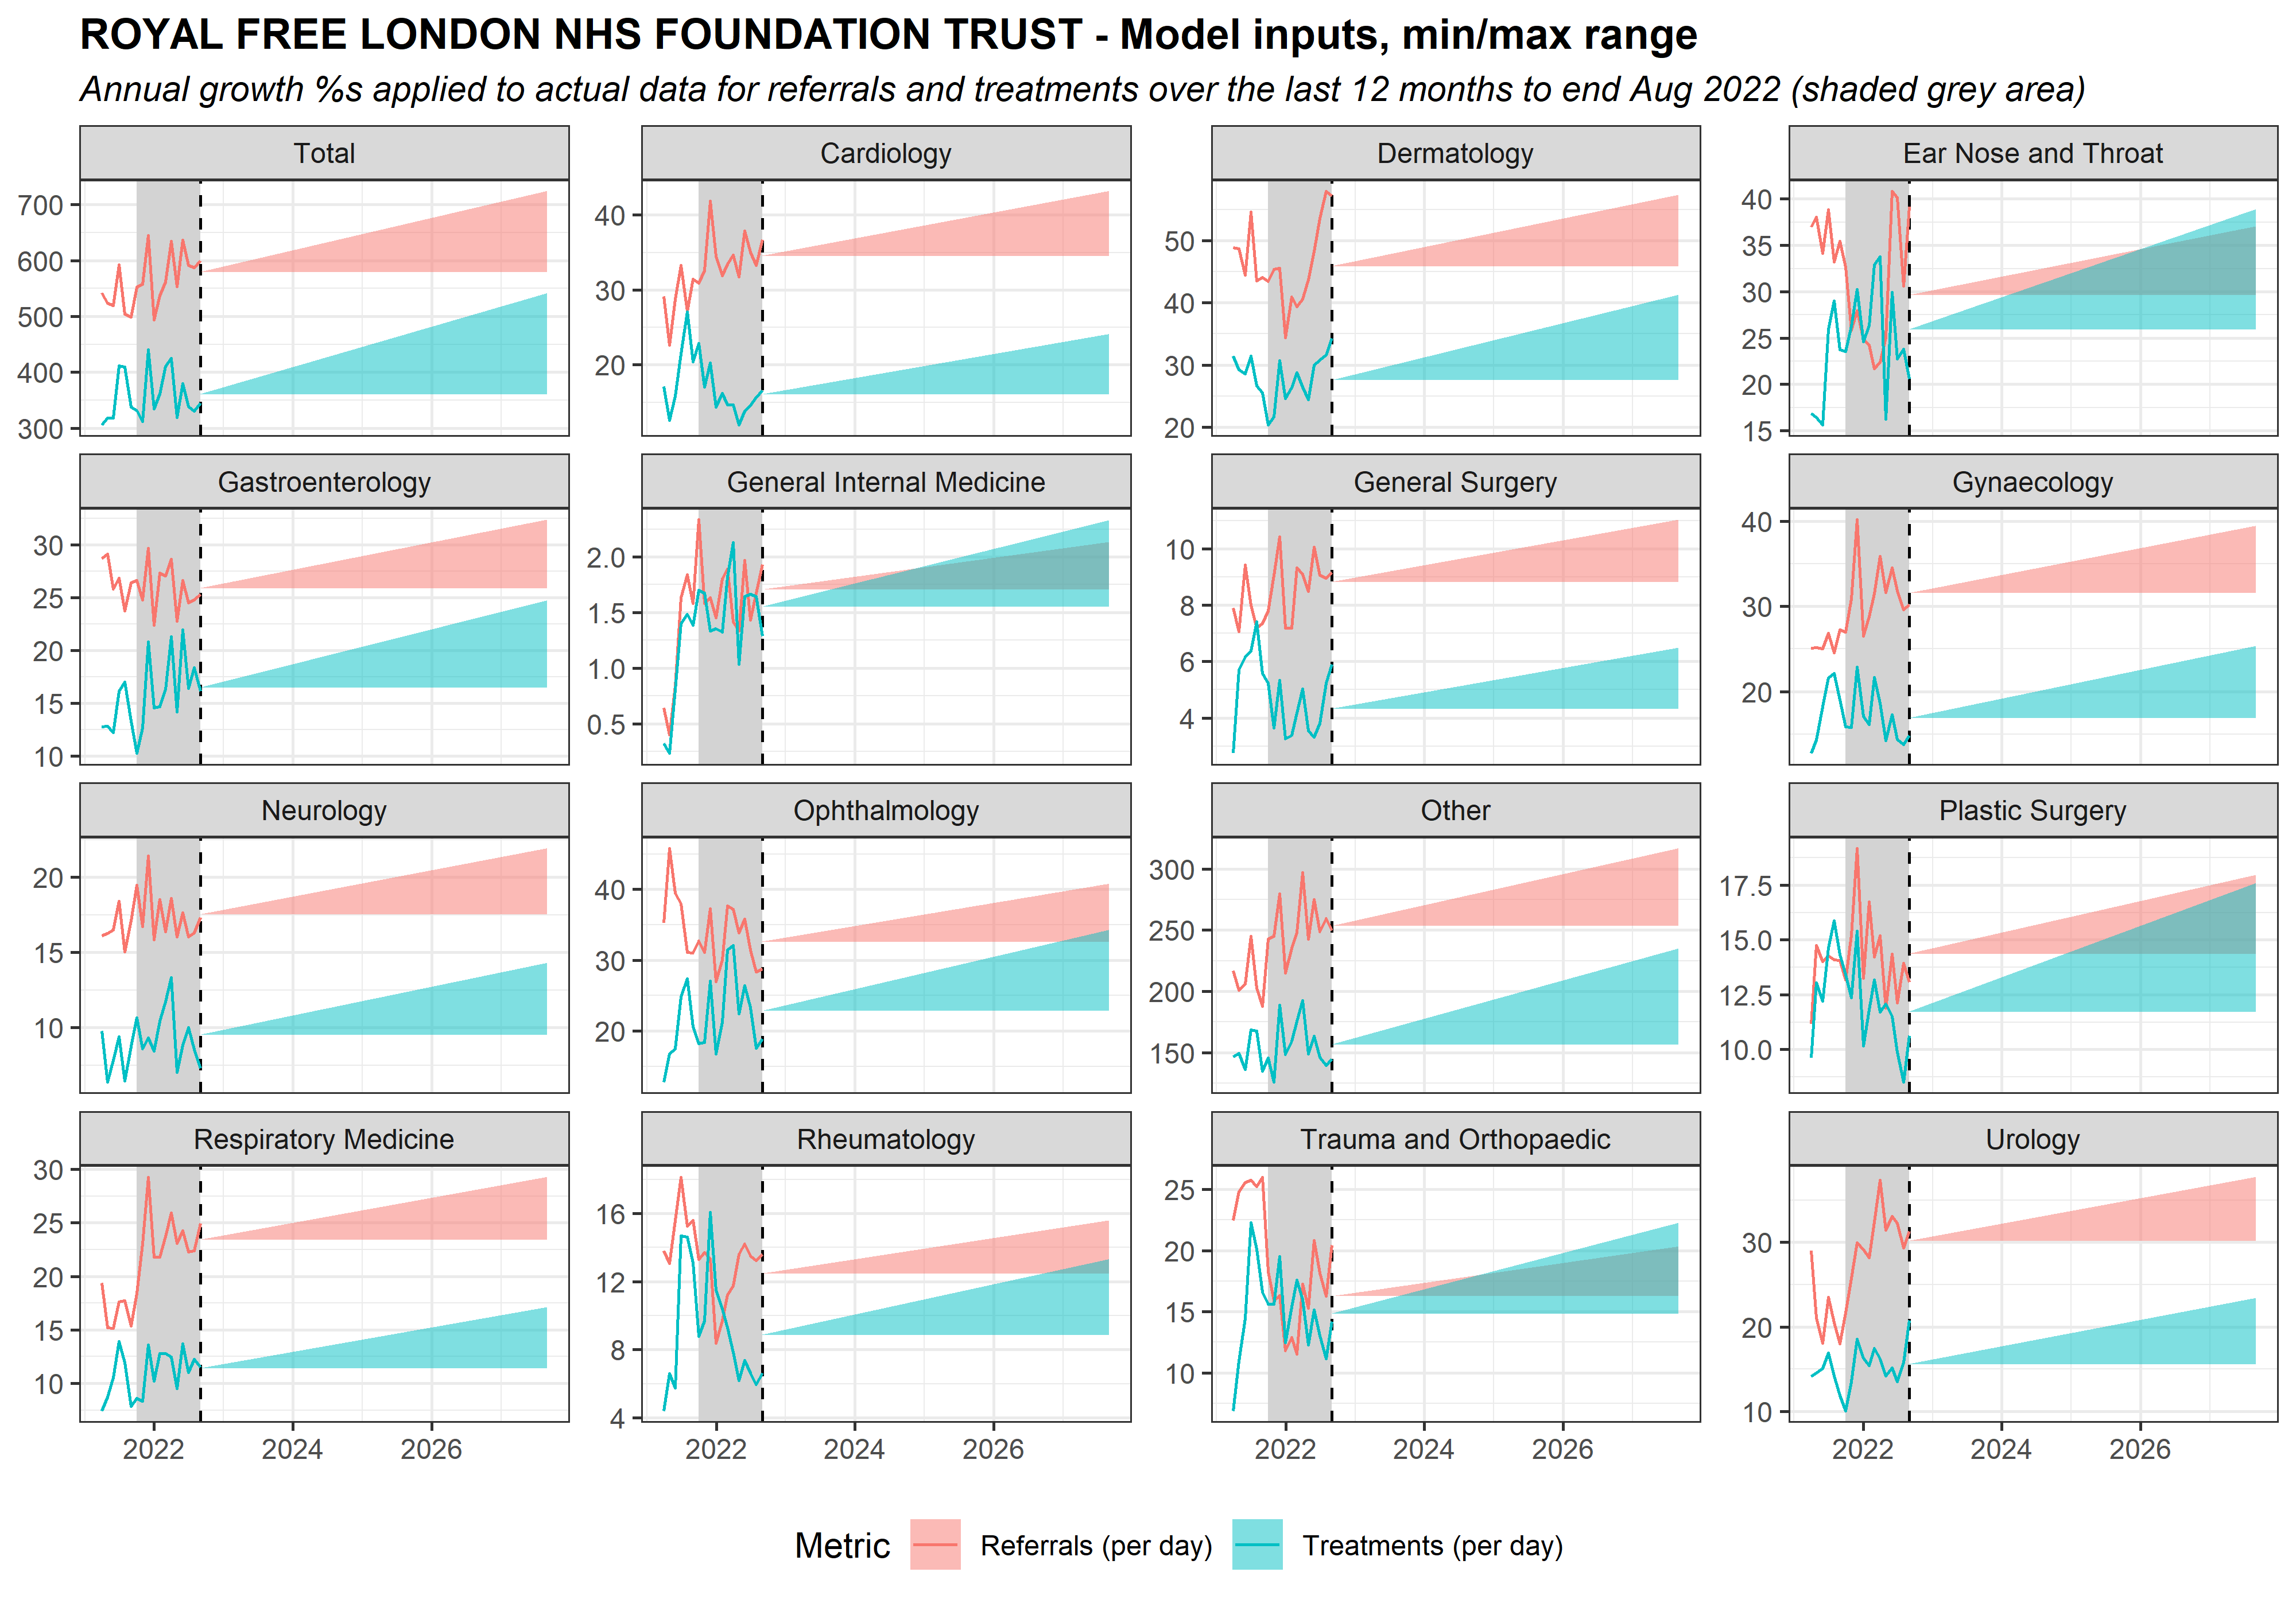 ROYAL FREE LONDON NHS FOUNDATION TRUST - Model inputs, min/max range
Annual growth %s applied to actual data for referrals and treatments over the last 12 months to end Aug 2022 (shaded grey area)
Total
Cardiology
Dermatology
Ear Nose and Throat
700
600
500
400
300
40
30
20
50
40
30
20
40
35
30
25
20
15
Gastroenterology
General Internal Medicine
General Surgery
Gynaecology
30
25
20
15
10
2.0
1.5
1.0
0.5
10
8
6
4
40
30
20
Neurology
Ophthalmology
Other
Plastic Surgery
20
15
10
40
30
20
300
250
200
150
17.5
15.0
12.5
10.0
Respiratory Medicine
Rheumatology
Trauma and Orthopaedic
Urology
30
25
20
15
10
16
12
8
4
25
20
15
10
30
20
10
2022 2024 2026
2022 2024 2026
2022 2024 2026
2022 2024 2026
Metric Referrals (per day) Treatments (per day)